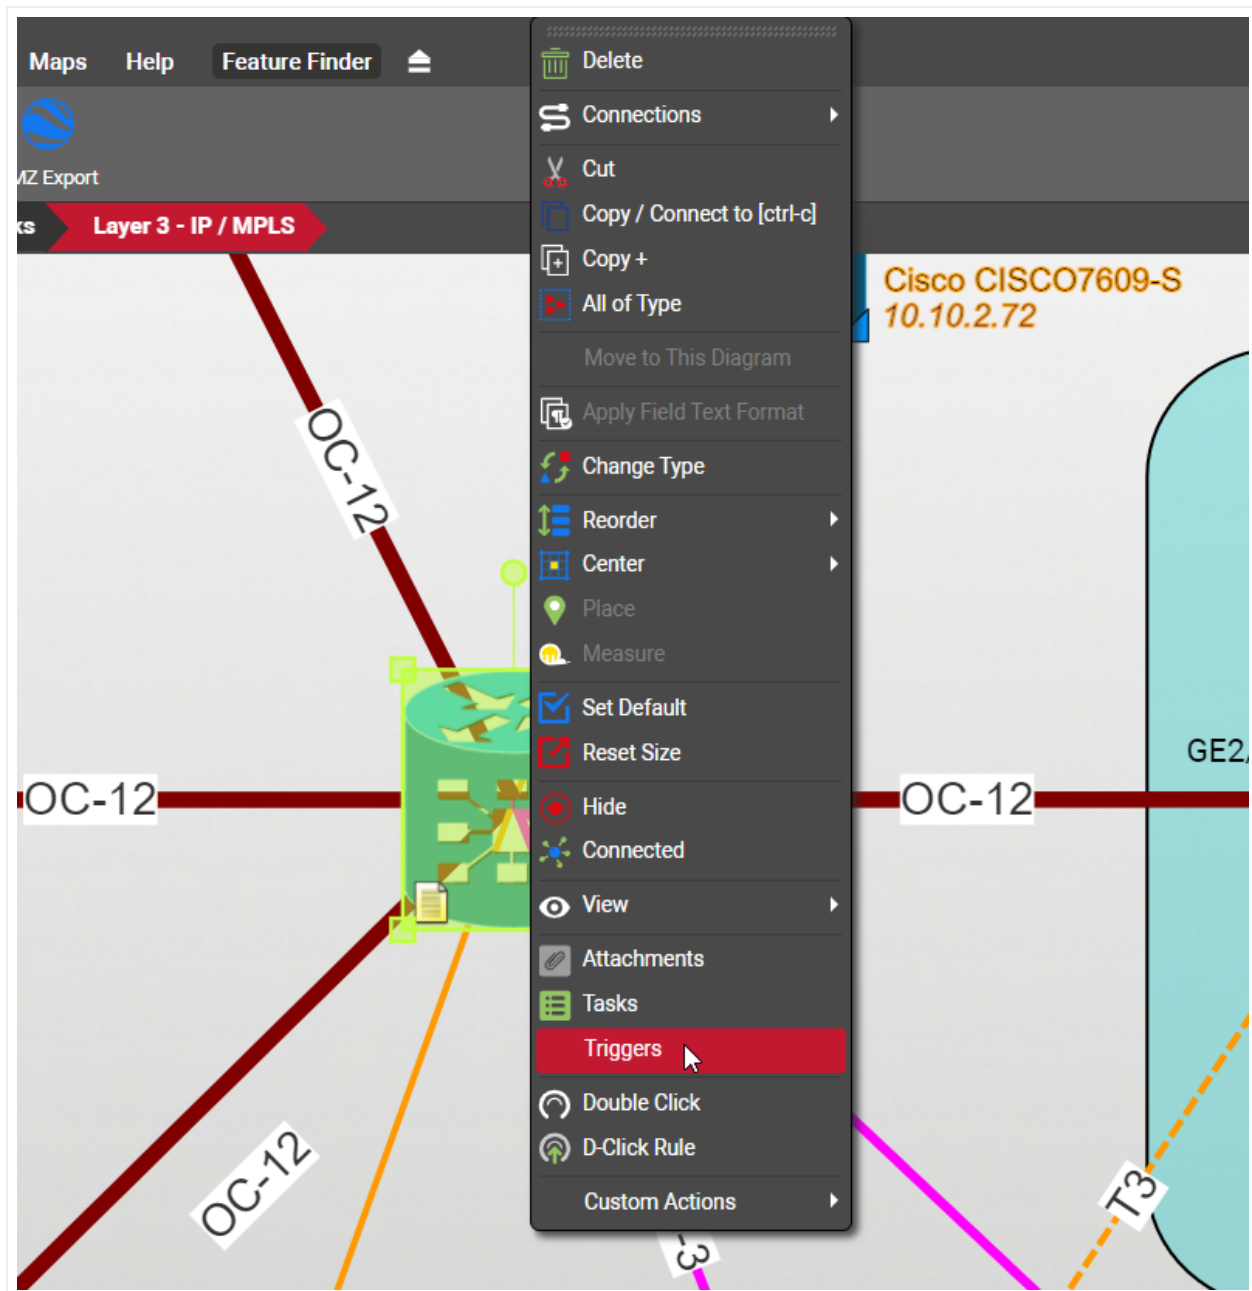 Maps Help Feature Finder
MZ Export
ks Layer 3 - IP / MPLS
Delete
Connections
Cut
Copy / Connect to [ctrl-c]
Copy +
All of Type
Move to This Diagram
Apply Field Text Format
Change Type
Reorder
Center
Place
Measure
Set Default
Reset Size
Hide
Connected
View
Attachments
Tasks
Triggers
Double Click
D-Click Rule
Custom Actions
Cisco CISCO7609-S
10.10.2.72
OC-12
OC-12
OC-12
GE2/
OC-12
T3
-3